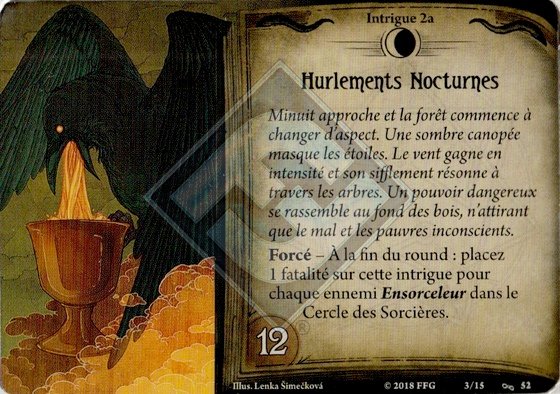 Intrigue 2a
Hurlements Nocturnes
Minuit approche et la forêt commence à
changer d'aspect. Une sombre canopée
masque les étoiles. Le vent gagne en
intensité et son sifflement résonne à
travers les arbres. Un pouvoir dangereux
se rassemble au fond des bois, n'attirant
que le mal et les pauvres inconscients.
Forcé – À la fin du round : placez
1 fatalité sur cette intrigue pour
chaque ennemi Ensorceleur dans le
Cercle des Sorcières.
12
Illus. Lenka Šimečková © 2018 FFG 3/15 52